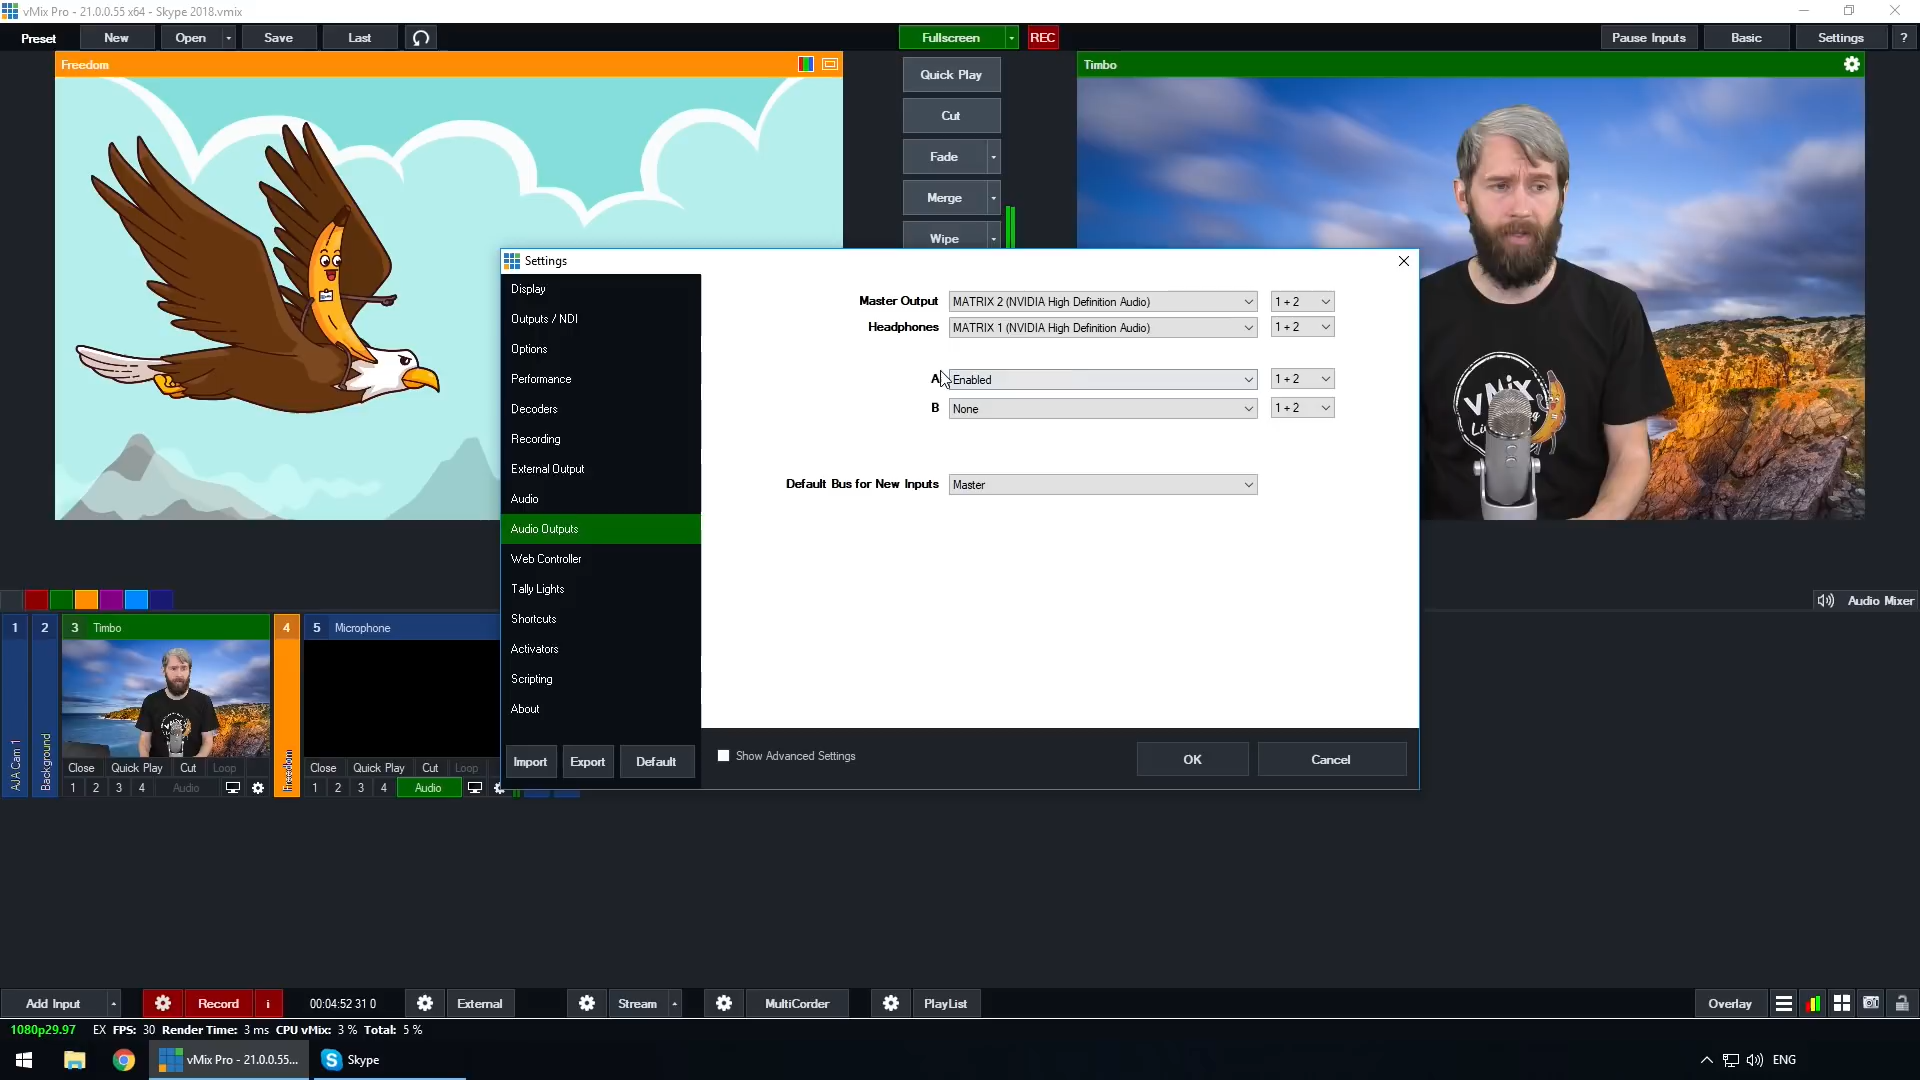 vMix Pro - 21.0.0.55 x64 - Skype 2018.vmix
Preset New Open Save Last Fullscreen REC Pause Inputs Basic Settings ?
Freedom
Timbo
Quick Play
Cut
Fade
Merge
Wipe
Settings
Display
Outputs / NDI
Options
Performance
Decoders
Recording
External Output
Audio
Audio Outputs
Web Controller
Tally Lights
Shortcuts
Activators
Scripting
About
Import Export Default
Master Output MATRIX 2 (NVIDIA High Definition Audio) 1 + 2
Headphones MATRIX 1 (NVIDIA High Definition Audio) 1 + 2
A Enabled 1 + 2
B None 1 + 2
Default Bus for New Inputs Master
Show Advanced Settings OK Cancel
vMix
Audio Mixer
1 AJA Cam 1
2 Background
3 Timbo
Close Quick Play Cut Loop
1 2 3 4 Audio
4 Freedom
5 Microphone
Close Quick Play Cut Loop
1 2 3 4 Audio
Add Input Record i 00:04:52 31 0 External Stream MultiCorder PlayList Overlay
1080p29.97 EX FPS: 30 Render Time: 3 ms CPU vMix: 3 % Total: 5 %
vMix Pro - 21.0.0.55... Skype ENG